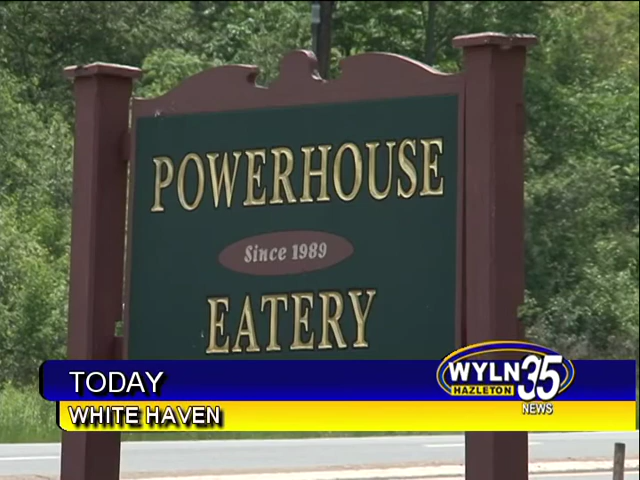 POWERHOUSE
Since 1989
EATERY
TODAY
WHITE HAVEN
WYLN 35
HAZLETON
NEWS